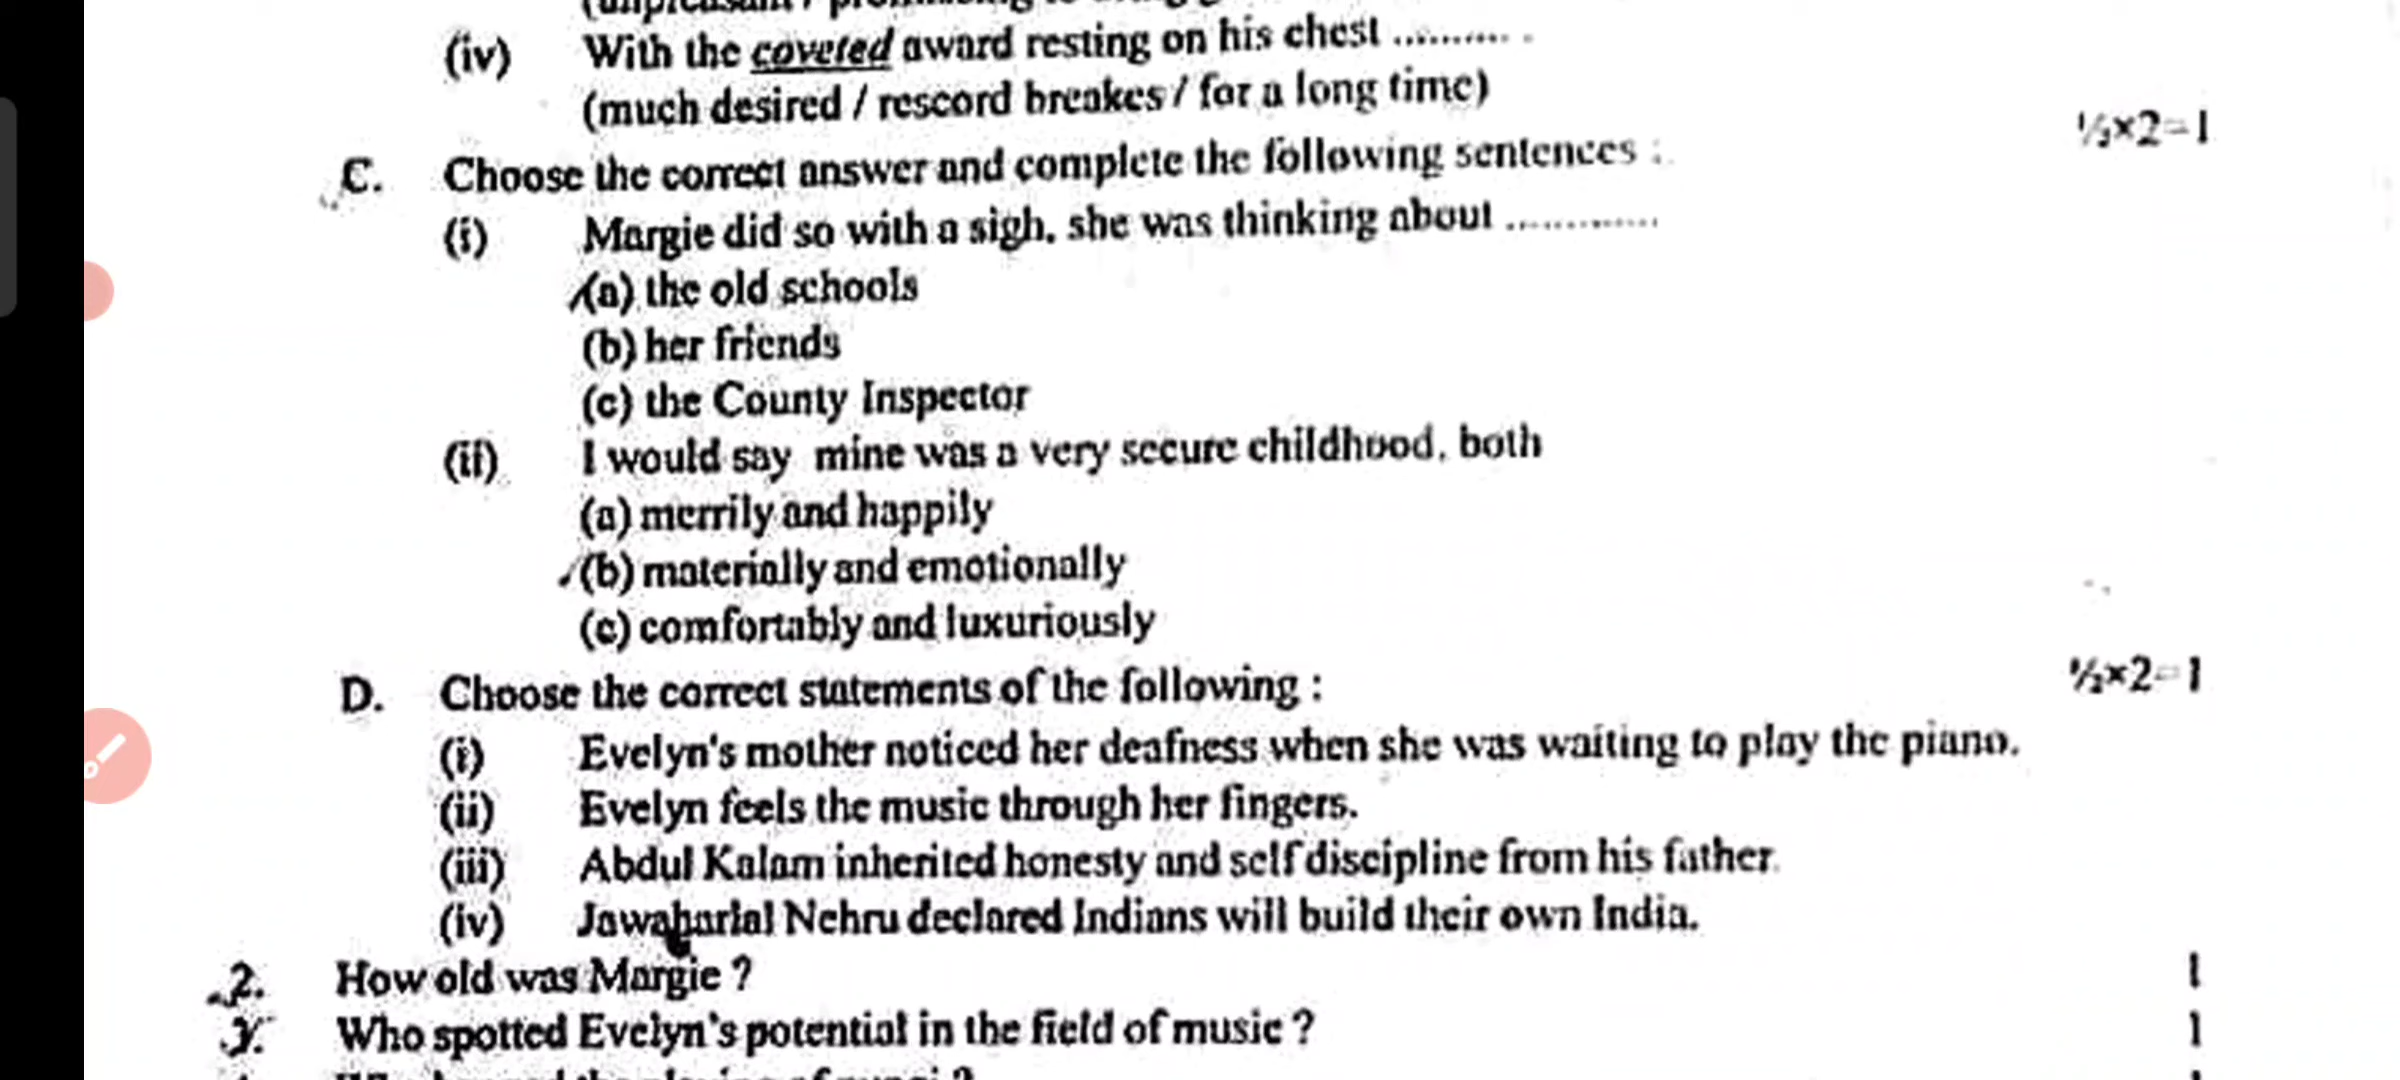 (iv) With the coveted award resting on his chest .......... .
(much desired / rescord breakes / for a long time)
½×2=1
C. Choose the correct answer and complete the following sentences :
(i) Margie did so with a sigh. she was thinking about .............
(a) the old schools
(b) her friends
(c) the County Inspector
(ii) I would say mine was a very secure childhood, both
(a) merrily and happily
(b) materially and emotionally
(c) comfortably and luxuriously
D. Choose the correct statements of the following : ½×2=1
(i) Evelyn's mother noticed her deafness when she was waiting to play the piano.
(ii) Evelyn feels the music through her fingers.
(iii) Abdul Kalam inherited honesty and self discipline from his father.
(iv) Jawaharlal Nehru declared Indians will build their own India.
2. How old was Margie ? 1
3. Who spotted Evelyn's potential in the field of music ? 1